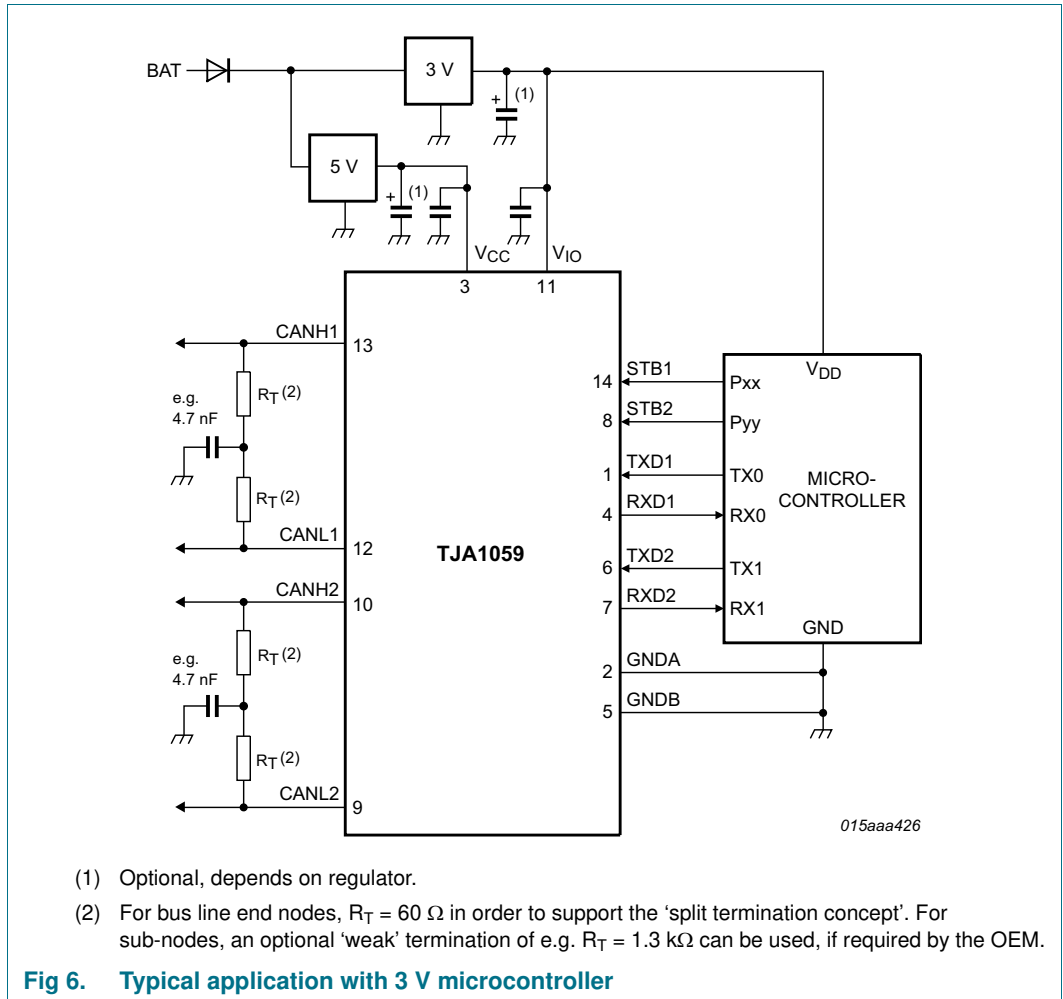 BAT
3 V
(1)
5 V
(1)
VCC
VIO
3
11
CANH1
13
VDD
14
STB1
Pxx
RT(2)
e.g.
4.7 nF
8
STB2
Pyy
1
TXD1
TX0
MICRO-
CONTROLLER
RT(2)
4
RXD1
RX0
CANL1
12
TJA1059
6
TXD2
TX1
CANH2
10
7
RXD2
RX1
GND
RT(2)
e.g.
4.7 nF
2
GNDA
5
GNDB
RT(2)
CANL2
9
015aaa426
(1) Optional, depends on regulator.
(2) For bus line end nodes, RT = 60 Ω in order to support the ‘split termination concept’. For
sub-nodes, an optional ‘weak’ termination of e.g. RT = 1.3 kΩ can be used, if required by the OEM.
Fig 6. Typical application with 3 V microcontroller